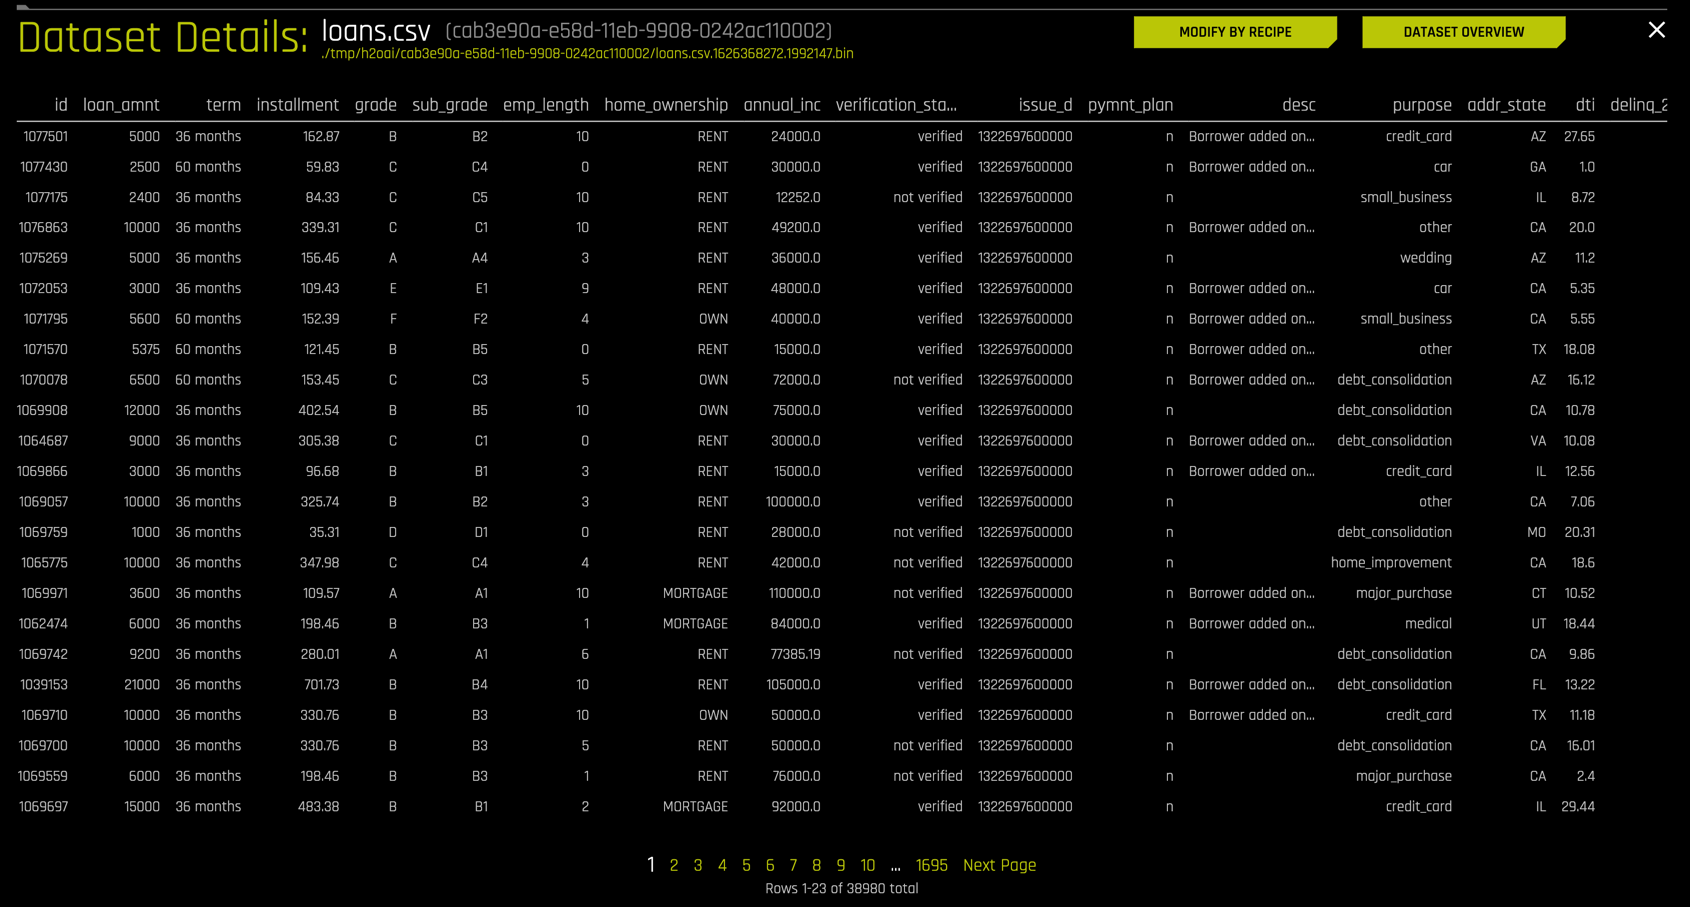 Dataset Details: loans.csv (cab3e90a-e58d-11eb-9908-0242ac110002)
./tmp/h2oai/cab3e90a-e58d-11eb-9908-0242ac110002/loans.csv.1626368272.1992147.bin
MODIFY BY RECIPE
DATASET OVERVIEW
id loan_amnt term installment grade sub_grade emp_length home_ownership annual_inc verification_sta... issue_d pymnt_plan desc purpose addr_state dti delinq_2
1077501 5000 36 months 162.87 B B2 10 RENT 24000.0 verified 1322697600000 n Borrower added on... credit_card AZ 27.65
1077430 2500 60 months 59.83 C C4 0 RENT 30000.0 verified 1322697600000 n Borrower added on... car GA 1.0
1077175 2400 36 months 84.33 C C5 10 RENT 12252.0 not verified 1322697600000 n small_business IL 8.72
1076863 10000 36 months 339.31 C C1 10 RENT 49200.0 verified 1322697600000 n Borrower added on... other CA 20.0
1075269 5000 36 months 156.46 A A4 3 RENT 36000.0 verified 1322697600000 n wedding AZ 11.2
1072053 3000 36 months 109.43 E E1 9 RENT 48000.0 verified 1322697600000 n Borrower added on... car CA 5.35
1071795 5600 60 months 152.39 F F2 4 OWN 40000.0 verified 1322697600000 n Borrower added on... small_business CA 5.55
1071570 5375 60 months 121.45 B B5 0 RENT 15000.0 verified 1322697600000 n Borrower added on... other TX 18.08
1070078 6500 60 months 153.45 C C3 5 OWN 72000.0 not verified 1322697600000 n Borrower added on... debt_consolidation AZ 16.12
1069908 12000 36 months 402.54 B B5 10 OWN 75000.0 verified 1322697600000 n debt_consolidation CA 10.78
1064687 9000 36 months 305.38 C C1 0 RENT 30000.0 verified 1322697600000 n Borrower added on... debt_consolidation VA 10.08
1069866 3000 36 months 96.68 B B1 3 RENT 15000.0 verified 1322697600000 n Borrower added on... credit_card IL 12.56
1069057 10000 36 months 325.74 B B2 3 RENT 100000.0 verified 1322697600000 n other CA 7.06
1069759 1000 36 months 35.31 D D1 0 RENT 28000.0 not verified 1322697600000 n debt_consolidation MO 20.31
1065775 10000 36 months 347.98 C C4 4 RENT 42000.0 not verified 1322697600000 n home_improvement CA 18.6
1069971 3600 36 months 109.57 A A1 10 MORTGAGE 110000.0 not verified 1322697600000 n Borrower added on... major_purchase CT 10.52
1062474 6000 36 months 198.46 B B3 1 MORTGAGE 84000.0 verified 1322697600000 n Borrower added on... medical UT 18.44
1069742 9200 36 months 280.01 A A1 6 RENT 77385.19 not verified 1322697600000 n debt_consolidation CA 9.86
1039153 21000 36 months 701.73 B B4 10 RENT 105000.0 verified 1322697600000 n Borrower added on... debt_consolidation FL 13.22
1069710 10000 36 months 330.76 B B3 10 OWN 50000.0 verified 1322697600000 n Borrower added on... credit_card TX 11.18
1069700 10000 36 months 330.76 B B3 5 RENT 50000.0 not verified 1322697600000 n debt_consolidation CA 16.01
1069559 6000 36 months 198.46 B B3 1 RENT 76000.0 not verified 1322697600000 n major_purchase CA 2.4
1069697 15000 36 months 483.38 B B1 2 MORTGAGE 92000.0 verified 1322697600000 n credit_card IL 29.44
1 2 3 4 5 6 7 8 9 10 ... 1695 Next Page
Rows 1-23 of 38980 total